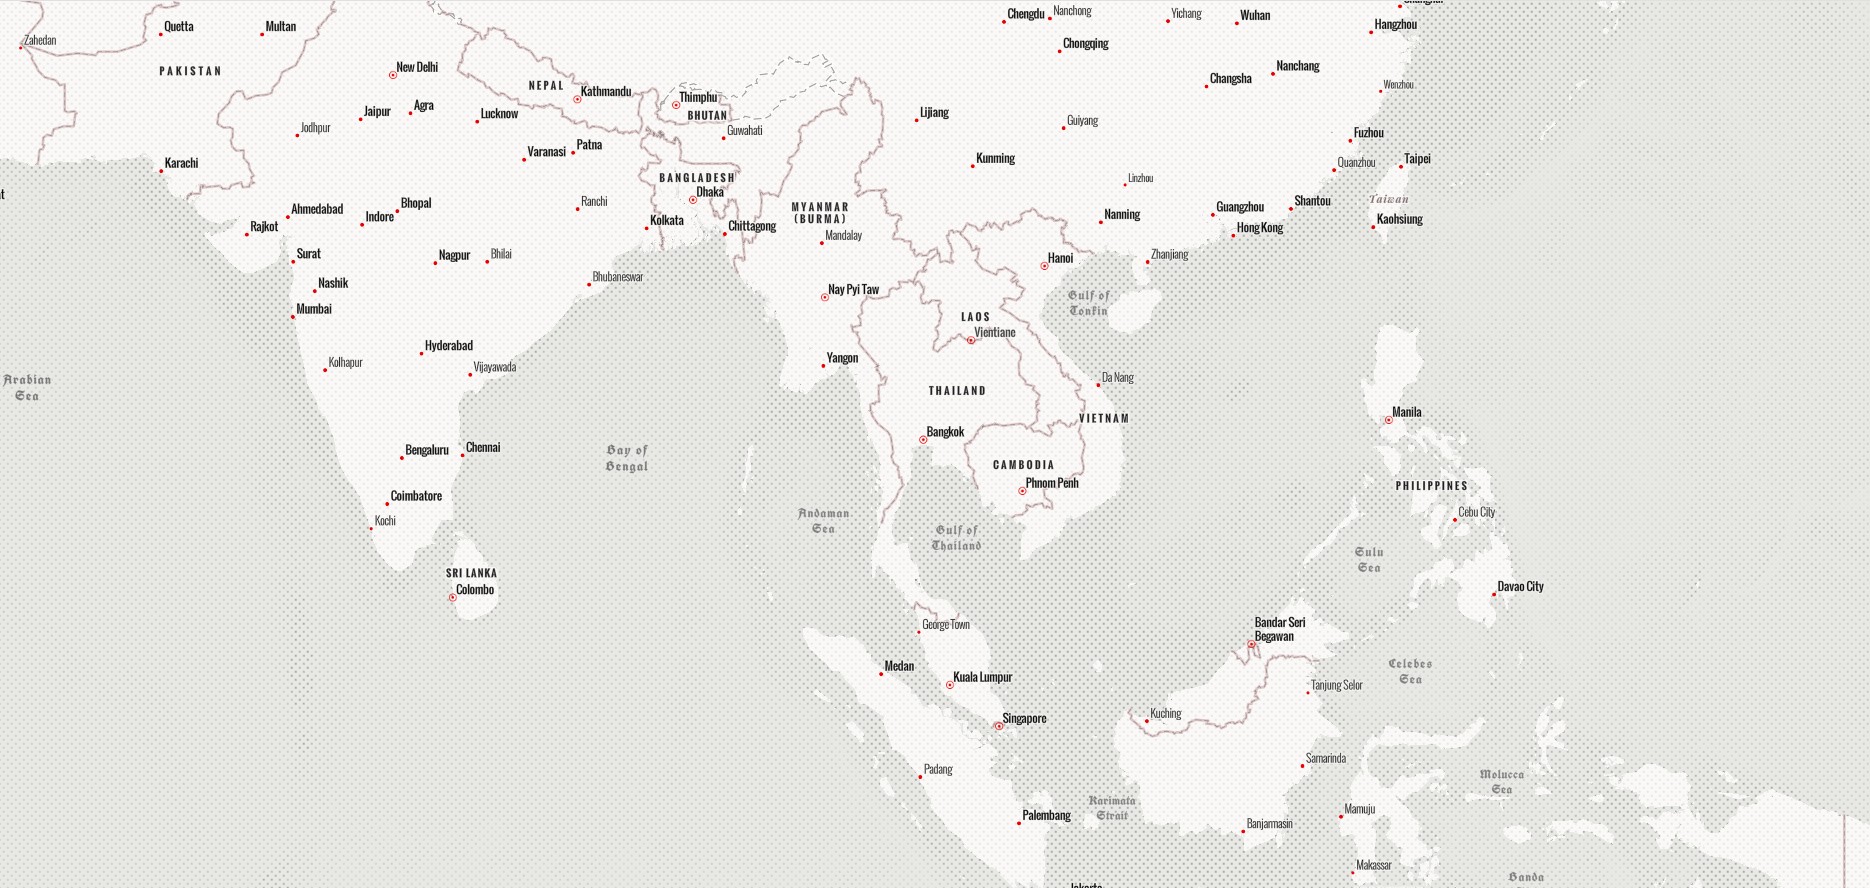 Chengdu
Nanchong
Yichang
Wuhan
Hangzhou
Quetta
Multan
Zahedan
Chongqing
PAKISTAN
New Delhi
Nanchang
Changsha
NEPAL
Kathmandu
Wenzhou
Thimphu
BHUTAN
Jaipur
Agra
Lucknow
Lijiang
Guiyang
Jodhpur
Guwahati
Fuzhou
Varanasi
Patna
Kunming
Quanzhou
Taipei
Karachi
BANGLADESH
Linzhou
Dhaka
Taiwan
Ahmedabad
Bhopal
Ranchi
MYANMAR
(BURMA)
Nanning
Guangzhou
Shantou
Indore
Rajkot
Kolkata
Chittagong
Hong Kong
Kaohsiung
Mandalay
Surat
Nagpur
Bhilai
Hanoi
Zhanjiang
Nashik
Bhubaneswar
Nay Pyi Taw
Gulf of
Tonkin
Mumbai
LAOS
Vientiane
Hyderabad
Kolhapur
Vijayawada
Yangon
Arabian
Sea
THAILAND
Da Nang
VIETNAM
Manila
Bangkok
Bengaluru
Chennai
Bay of
Bengal
CAMBODIA
Phnom Penh
PHILIPPINES
Coimbatore
Kochi
Andaman
Sea
Cebu City
Gulf of
Thailand
Sulu
Sea
SRI LANKA
Colombo
Davao City
George Town
Bandar Seri
Begawan
Medan
Kuala Lumpur
Celebes
Sea
Tanjung Selor
Singapore
Kuching
Padang
Samarinda
Molucca
Sea
Karimata
Strait
Palembang
Banjarmasin
Mamuju
Makassar
Banda